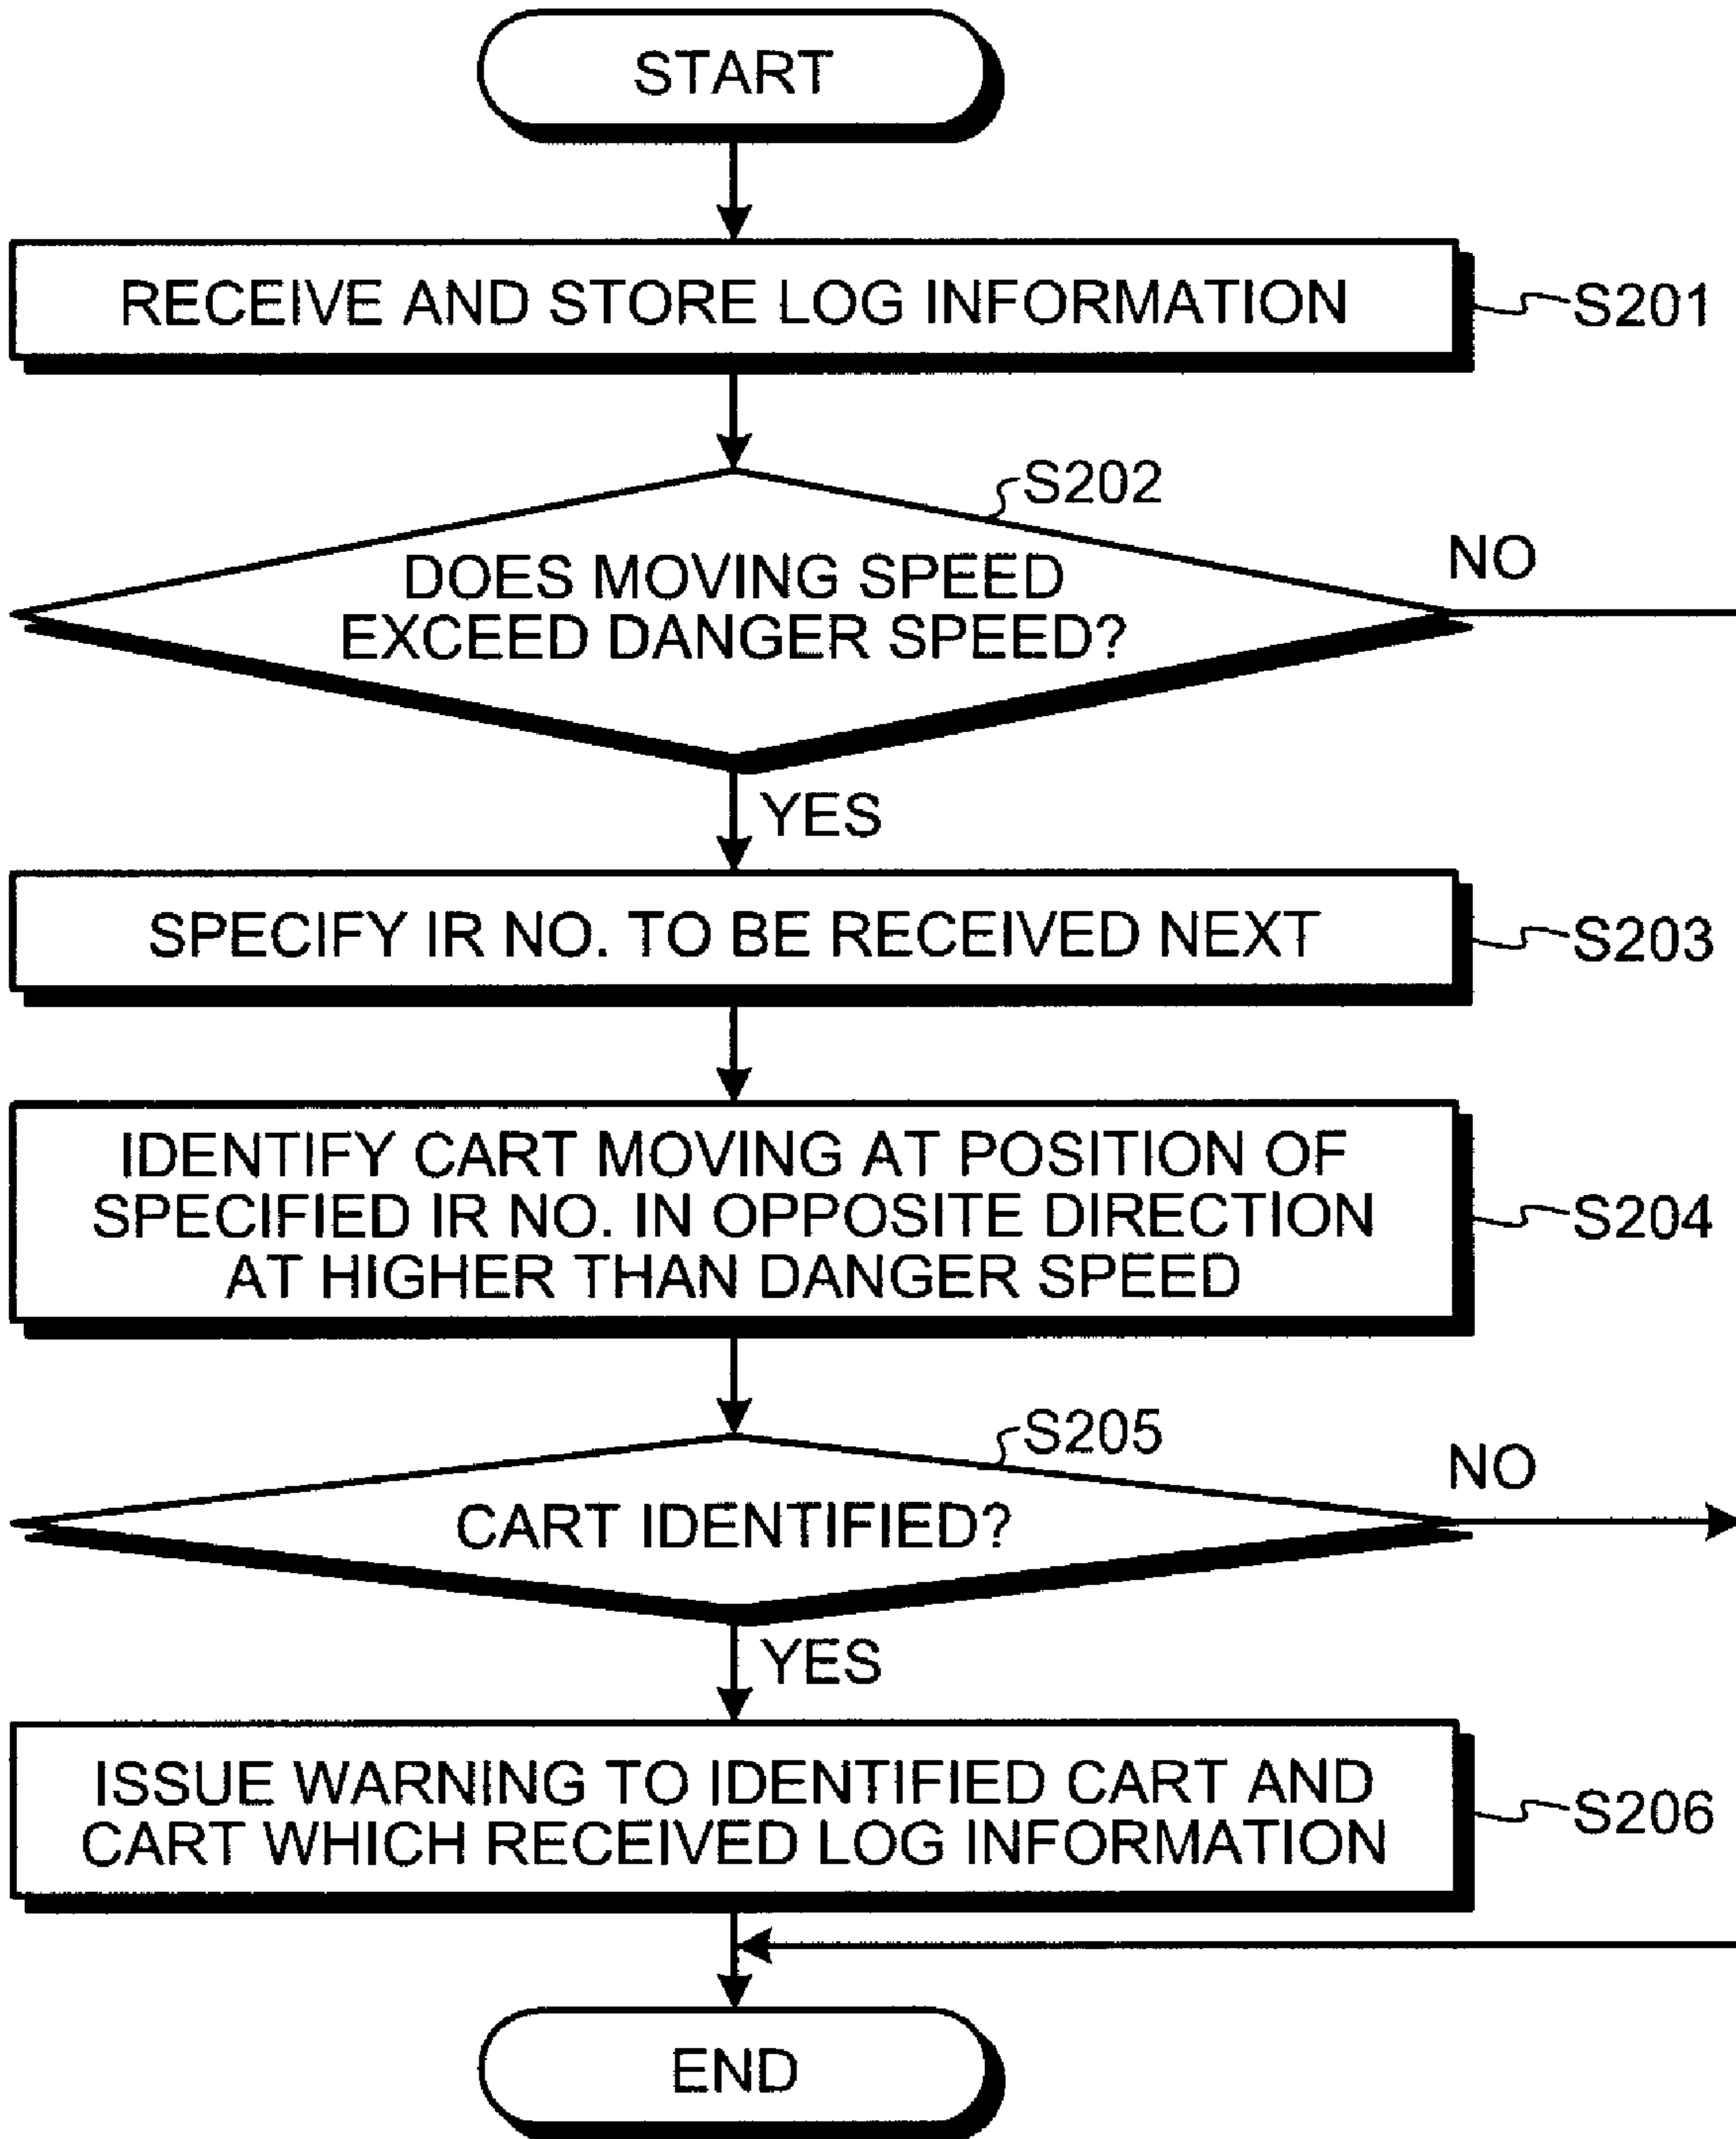 START
RECEIVE AND STORE LOG INFORMATION
S201
S202
DOES MOVING SPEED
EXCEED DANGER SPEED?
NO
YES
SPECIFY IR NO. TO BE RECEIVED NEXT
S203
IDENTIFY CART MOVING AT POSITION OF
SPECIFIED IR NO. IN OPPOSITE DIRECTION
AT HIGHER THAN DANGER SPEED
S204
S205
CART IDENTIFIED?
NO
YES
ISSUE WARNING TO IDENTIFIED CART AND
CART WHICH RECEIVED LOG INFORMATION
S206
END